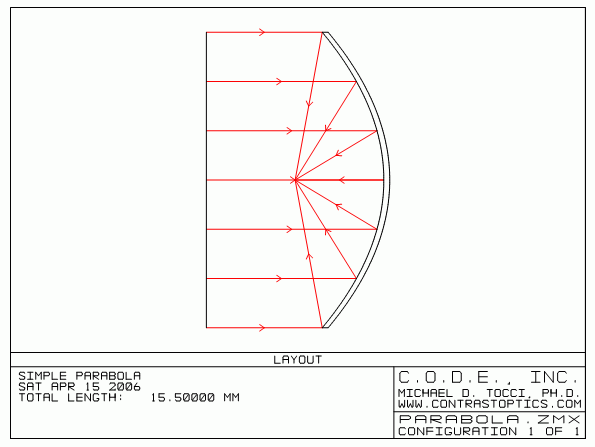 LAYOUT
SIMPLE PARABOLA
SAT APR 15 2006
TOTAL LENGTH: 15.50000 MM
C.O.D.E., INC.
MICHAEL D. TOCCI, PH.D.
WWW.CONTRASTOPTICS.COM
PARABOLA.ZMX
CONFIGURATION 1 OF 1